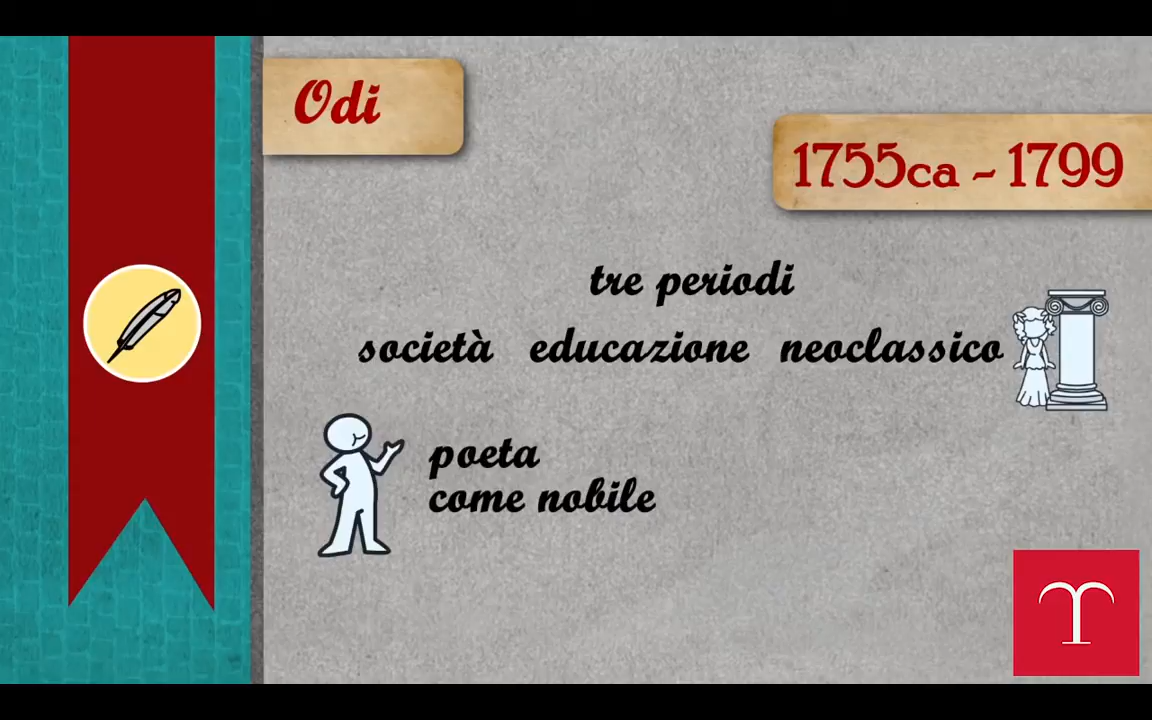 Odi
1755ca - 1799
tre periodi
società educazione neoclassico
poeta
come nobile